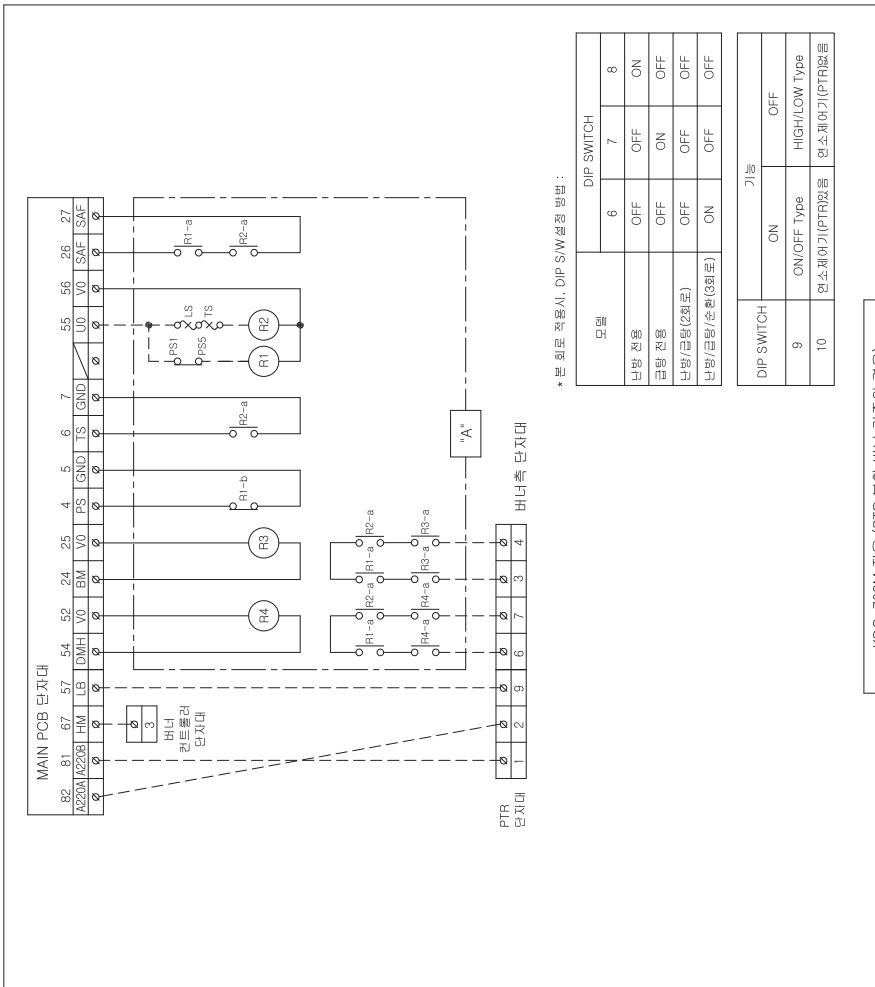 MAIN PCB 단자대
82 81 67 57 54 52 24 25 4 5 6 7 55 56 26 27
A220A A220B HM LB DMH V0 BM V0 PS GND TS GND U0 V0 SAF SAF
3
버너
컨트롤러
단자대
R4
R3
R1-b
R2-a
PS1
PS5
LS
TS
R1
R2
R1-a
R2-a
R1-a R2-a R1-a R2-a
R4-a R4-a R3-a R3-a
"A"
PTR
단자대
1 2 9 6 7 3 4
버너측 단자대
* 본 회로 적용시, DIP S/W설정 방법 :
모델 DIP SWITCH
6 7 8
난방 전용 OFF OFF ON
급탕 전용 OFF ON OFF
난방/급탕(2회로) OFF OFF OFF
난방/급탕/순환(3회로) ON OFF OFF
DIP SWITCH 기능
ON OFF
9 ON/OFF Type HIGH/LOW Type
10 연소제어기(PTR)있음 연소제어기(PTR)없음